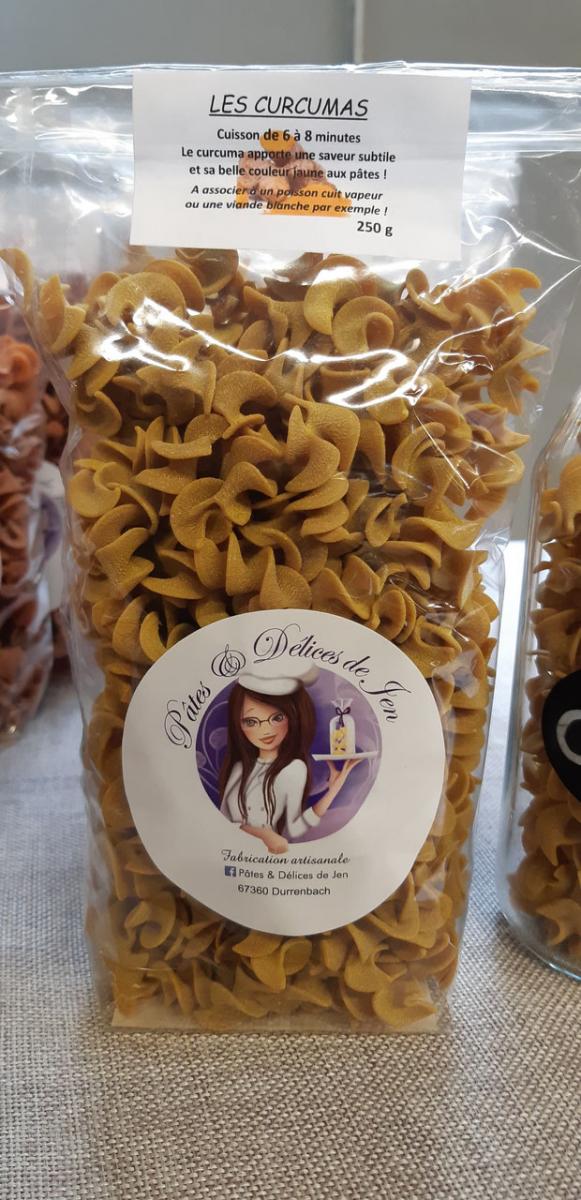 LES CURCUMAS
Cuisson de 6 à 8 minutes
Le curcuma apporte une saveur subtile
et sa belle couleur jaune aux pâtes !
A associer à un poisson cuit vapeur
ou une viande blanche par exemple !
250 g
Pâtes & Délices de Jen
Fabrication artisanale
Pâtes & Délices de Jen
67360 Durrenbach